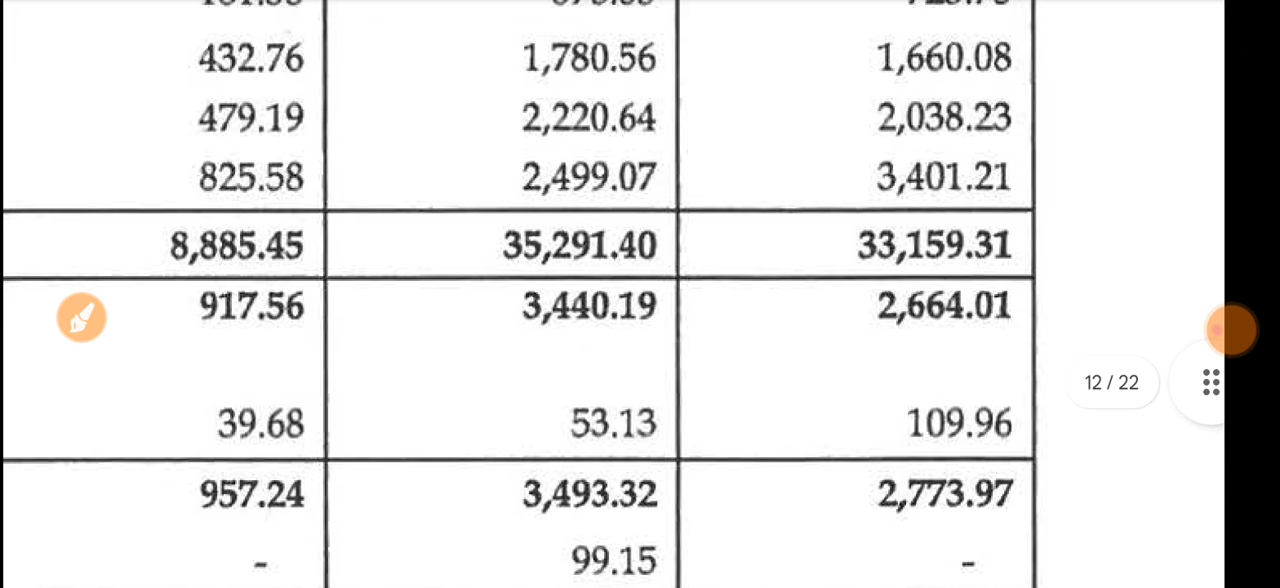 432.76 1,780.56 1,660.08
479.19 2,220.64 2,038.23
825.58 2,499.07 3,401.21
8,885.45 35,291.40 33,159.31
917.56 3,440.19 2,664.01
12 / 22
39.68 53.13 109.96
957.24 3,493.32 2,773.97
- 99.15 -